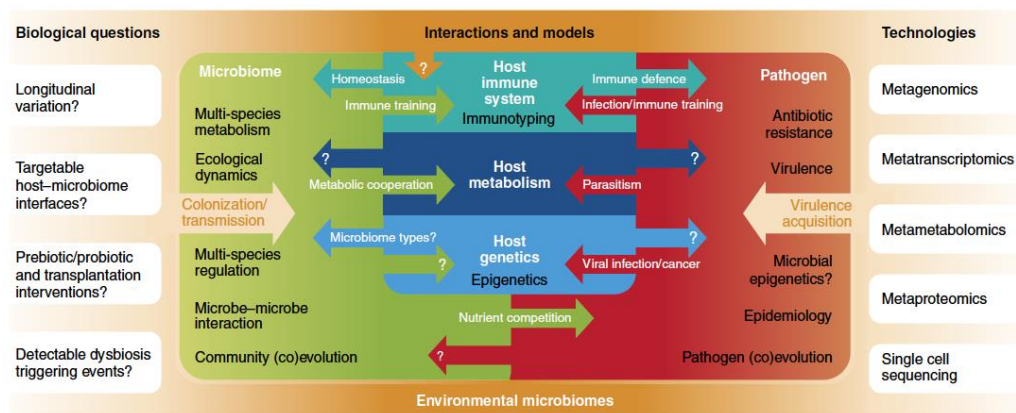 Biological questions
Interactions and models
Technologies
Longitudinal
variation?
Targetable
host–microbiome
interfaces?
Prebiotic/probiotic
and transplantation
interventions?
Detectable dysbiosis
triggering events?
Microbiome
Multi-species
metabolism
Ecological
dynamics
Colonization/
transmission
Multi-species
regulation
Microbe–microbe
interaction
Community (co)evolution
?
Homeostasis
Immune training
Host
immune
system
Immunotyping
Immune defence
Infection/immune training
?
Metabolic cooperation
Host
metabolism
?
Parasitism
Microbiome types?
?
Host
genetics
Epigenetics
?
Viral infection/cancer
Nutrient competition
?
Pathogen
Antibiotic
resistance
Virulence
Virulence
acquisition
Microbial
epigenetics?
Epidemiology
Pathogen (co)evolution
Metagenomics
Metatranscriptomics
Metametabolomics
Metaproteomics
Single cell
sequencing
Environmental microbiomes